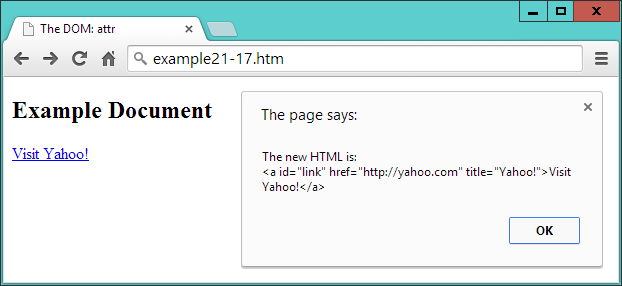 The DOM: attr
example21-17.htm
Example Document
Visit Yahoo!
The page says:
The new HTML is:
<a id="link" href="http://yahoo.com" title="Yahoo!">Visit
Yahoo!</a>
OK